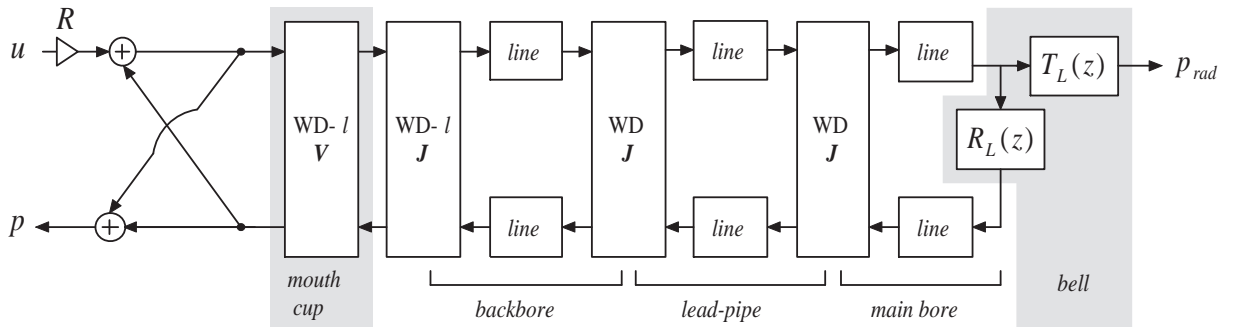 R
u
+
line
line
line
T_L(z)
p_rad
WD- l
V
WD- l
J
WD
J
WD
J
R_L(z)
p
+
line
line
line
mouth
cup
backbore
lead-pipe
main bore
bell